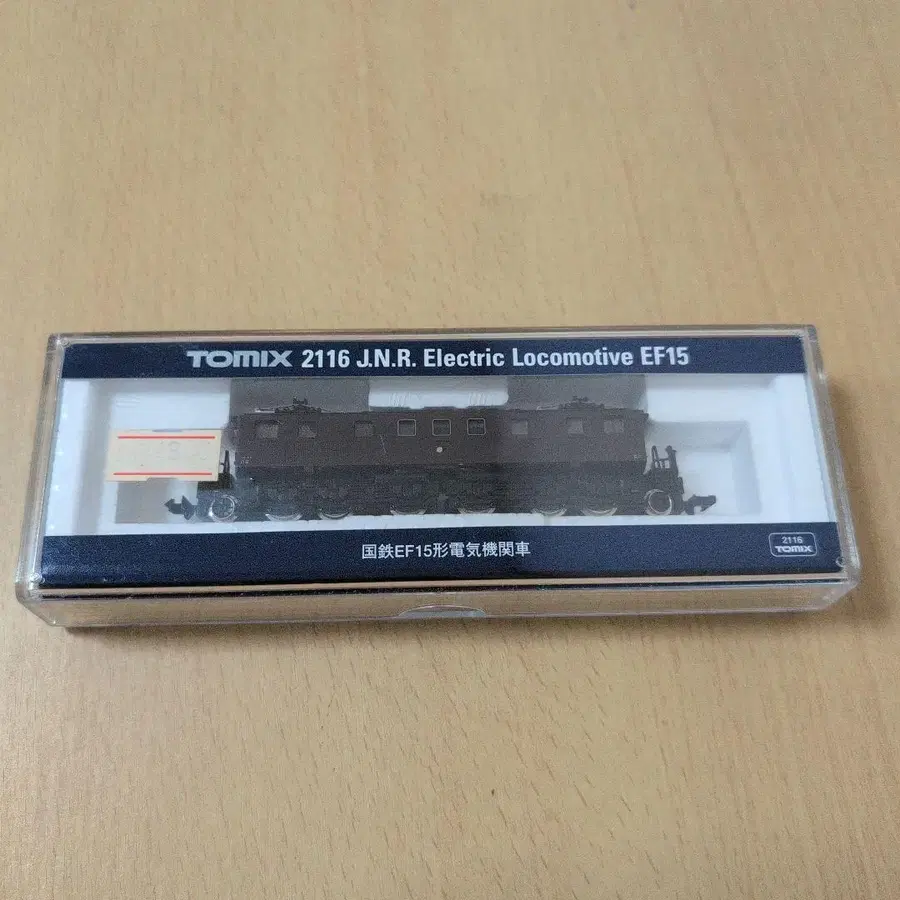 TOMIX 2116 J.N.R. Electric Locomotive EF15
国鉄EF15形電気機関車
2116
TOMIX